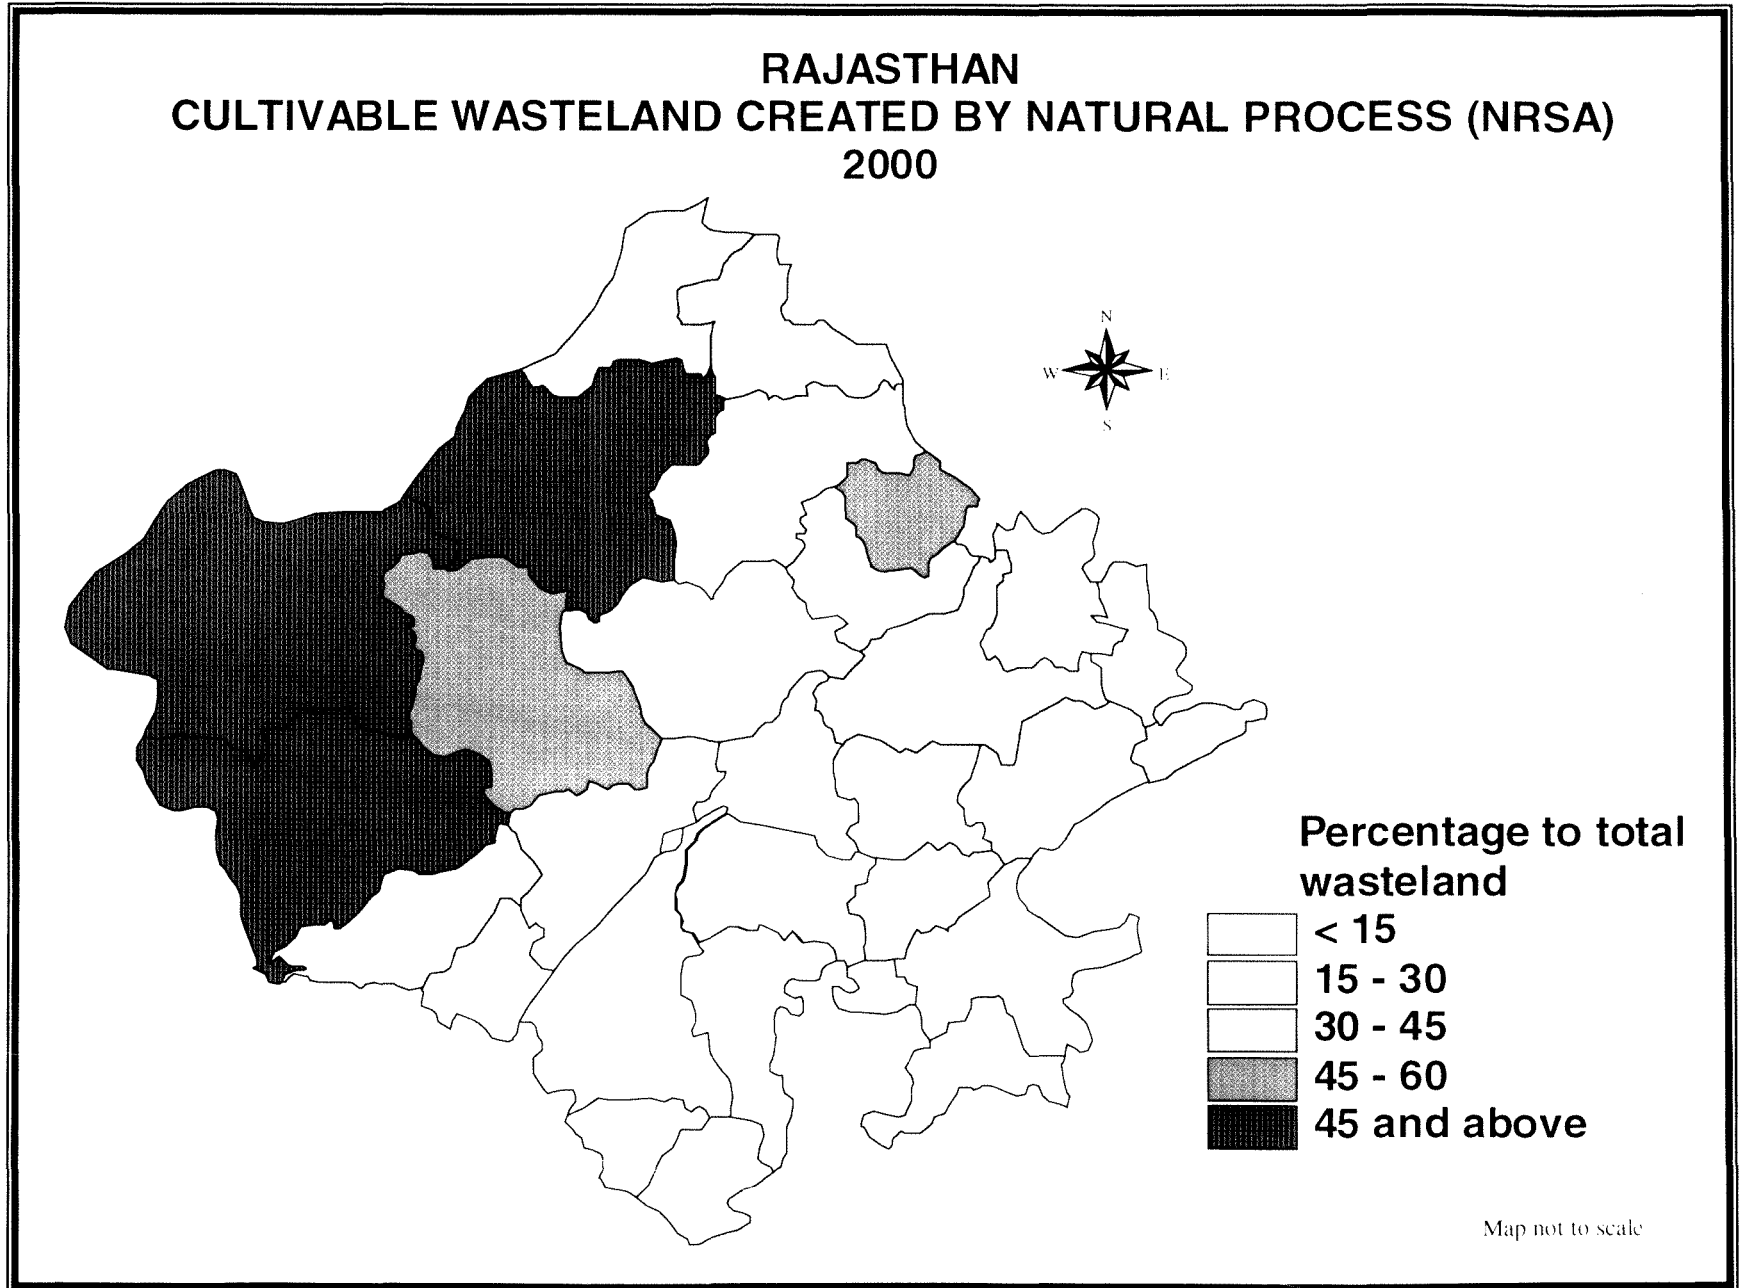 RAJASTHAN
CULTIVABLE WASTELAND CREATED BY NATURAL PROCESS (NRSA)
2000
N
W E
S
Percentage to total
wasteland
< 15
15 - 30
30 - 45
45 - 60
45 and above
Map not to scale